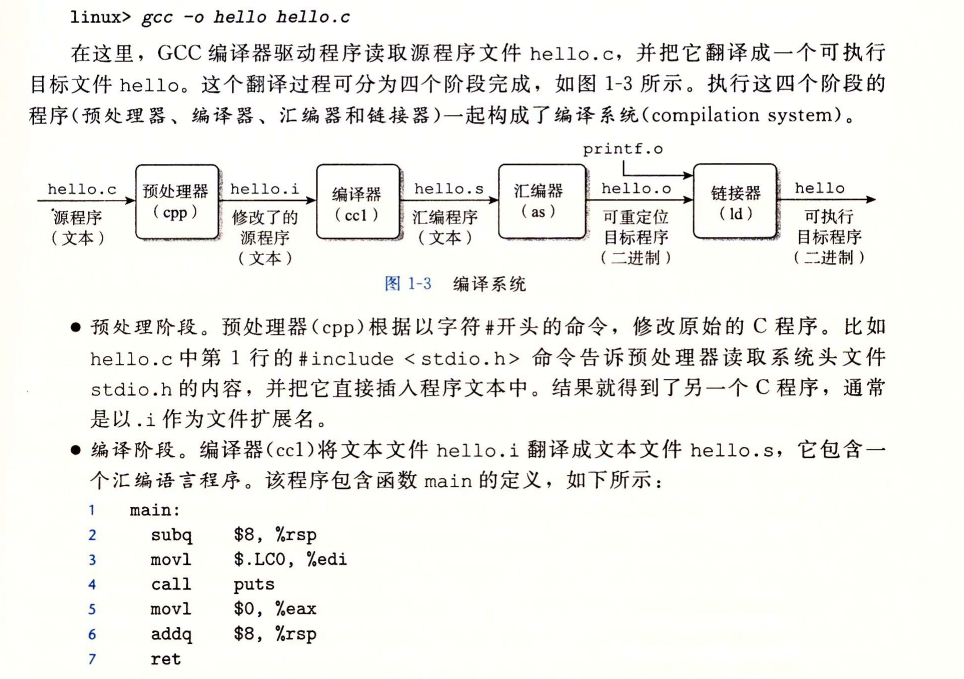 linux> gcc -o hello hello.c
在这里，GCC 编译器驱动程序读取源程序文件 hello.c，并把它翻译成一个可执行
目标文件 hello。这个翻译过程可分为四个阶段完成，如图 1-3 所示。执行这四个阶段的
程序(预处理器、编译器、汇编器和链接器)一起构成了编译系统(compilation system)。
printf.o
hello.c 预处理器 hello.i 编译器 hello.s 汇编器 hello.o 链接器 hello
(cpp) (cc1) (as) (ld)
源程序 修改了的 汇编程序 可重定位 可执行
(文本) 源程序 (文本) 目标程序 目标程序
(文本) (二进制) (二进制)
图 1-3 编译系统
● 预处理阶段。预处理器(cpp)根据以字符#开头的命令，修改原始的 C 程序。比如
hello.c 中第 1 行的#include <stdio.h> 命令告诉预处理器读取系统头文件
stdio.h 的内容，并把它直接插入程序文本中。结果就得到了另一个 C 程序，通常
是以.i 作为文件扩展名。
● 编译阶段。编译器(cc1)将文本文件 hello.i 翻译成文本文件 hello.s，它包含一
个汇编语言程序。该程序包含函数 main 的定义，如下所示：
1 main:
2 subq $8, %rsp
3 movl $.LC0, %edi
4 call puts
5 movl $0, %eax
6 addq $8, %rsp
7 ret